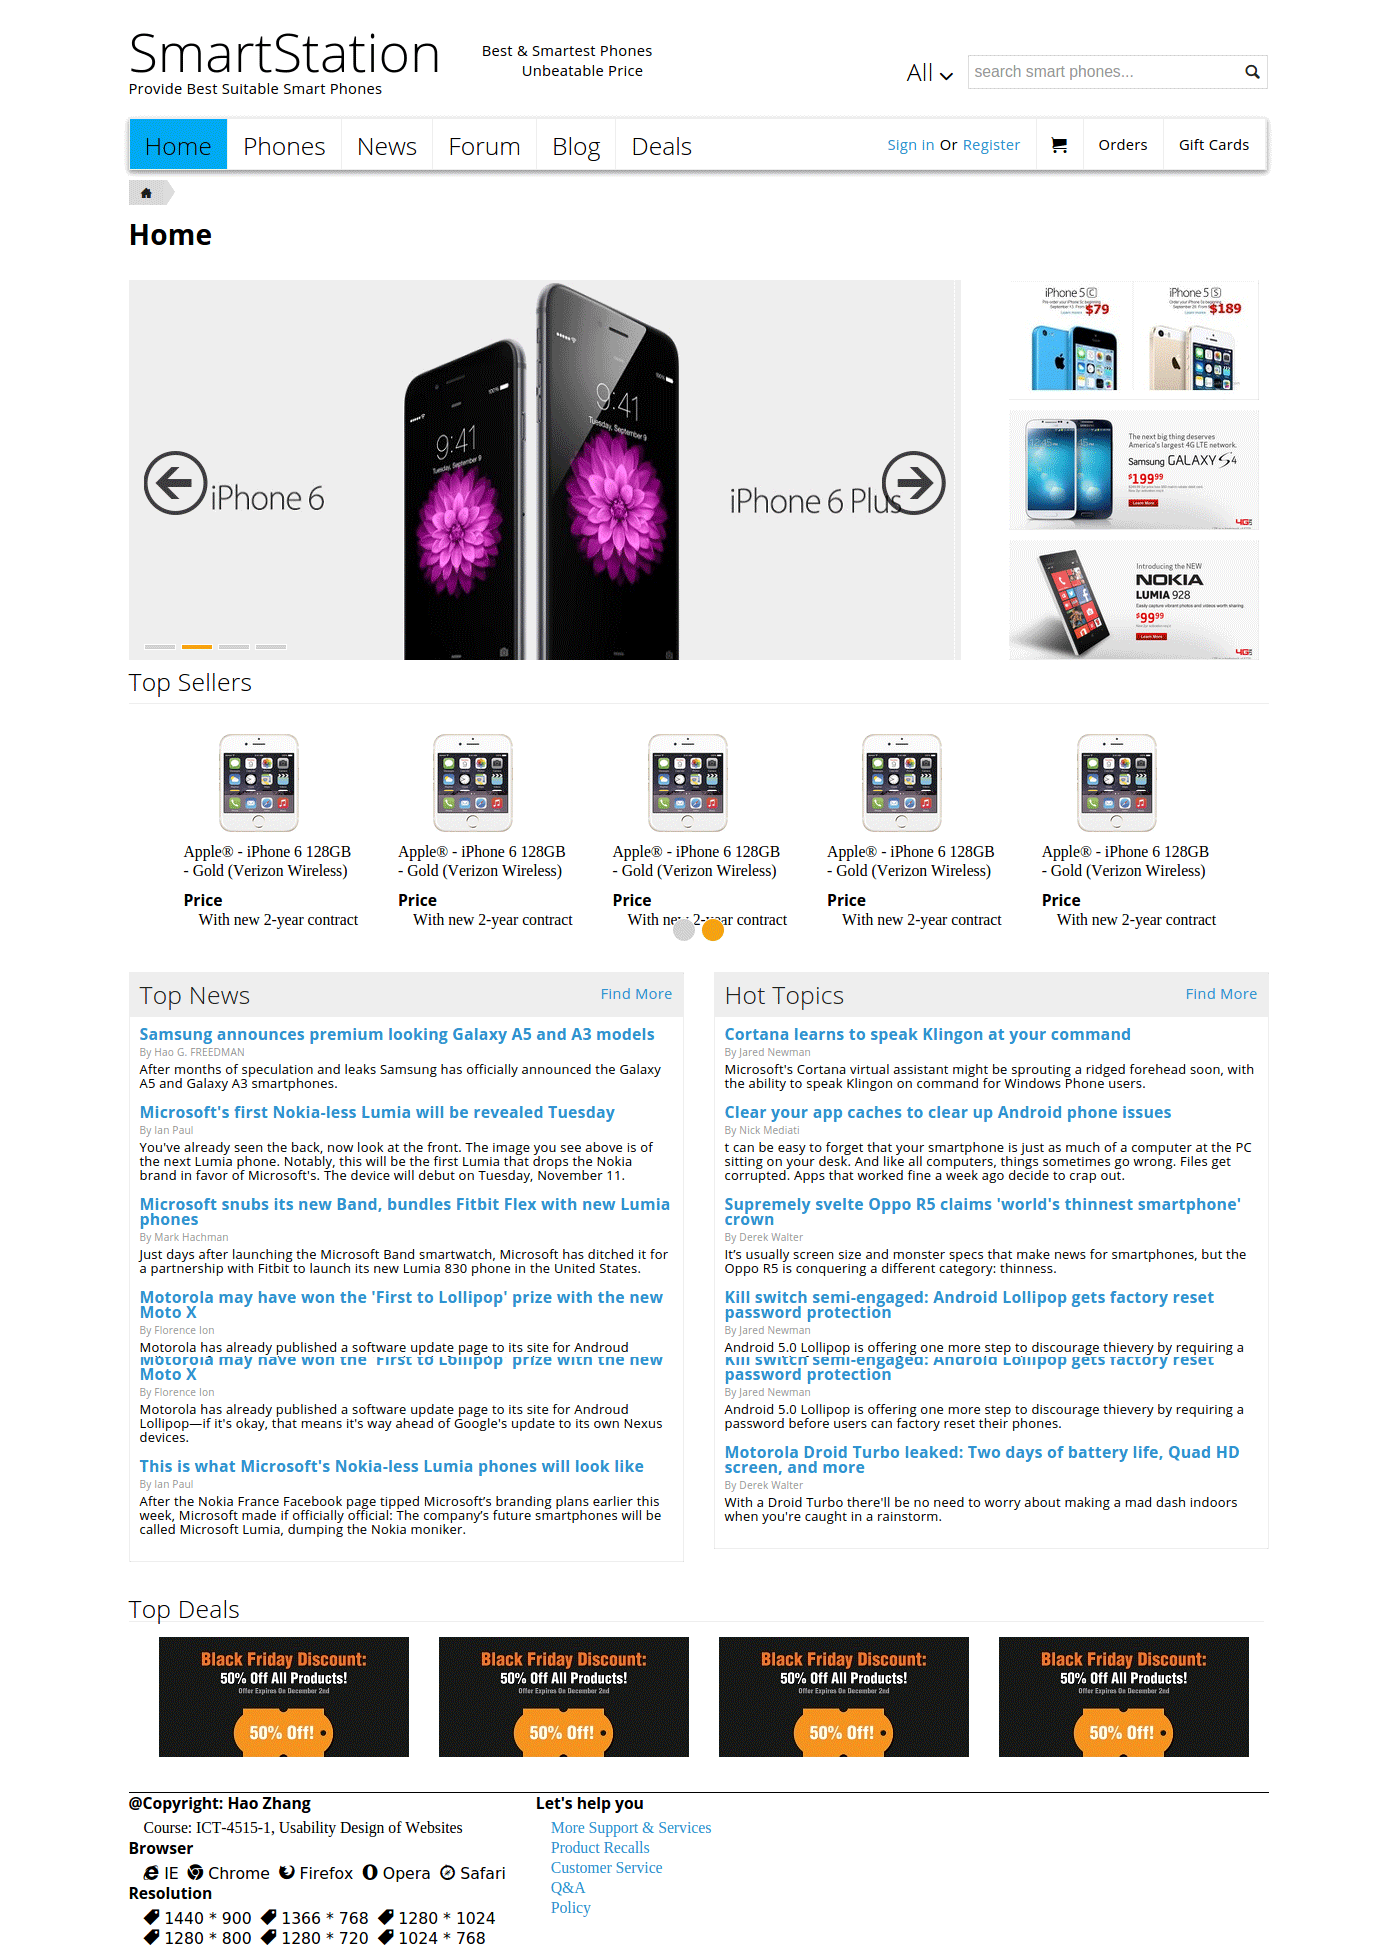 SmartStation
Provide Best Suitable Smart Phones
Best & Smartest Phones
Unbeatable Price
All
search smart phones...
Home
Phones
News
Forum
Blog
Deals
Sign in Or Register
Orders
Gift Cards
Home
iPhone 6
iPhone 6 Plus
9:41
Tuesday, September 9
9:41
Tuesday, September 9
iPhone 5C
$79
iPhone 5S
$189
The next big thing deserves
America's largest 4G LTE network.
Samsung GALAXY S4
$199.99
Learn More
4G
Introducing the NEW
NOKIA
LUMIA 928
Easily capture vibrant photos and videos worth sharing
$99.99
Learn More
4G
Top Sellers
Apple® - iPhone 6 128GB
- Gold (Verizon Wireless)
Price
With new 2-year contract
Apple® - iPhone 6 128GB
- Gold (Verizon Wireless)
Price
With new 2-year contract
Apple® - iPhone 6 128GB
- Gold (Verizon Wireless)
Price
With new 2-year contract
Apple® - iPhone 6 128GB
- Gold (Verizon Wireless)
Price
With new 2-year contract
Apple® - iPhone 6 128GB
- Gold (Verizon Wireless)
Price
With new 2-year contract
Top News
Find More
Samsung announces premium looking Galaxy A5 and A3 models
By Hao G. FREEDMAN
After months of speculation and leaks Samsung has officially announced the Galaxy
A5 and Galaxy A3 smartphones.
Microsoft's first Nokia-less Lumia will be revealed Tuesday
By Ian Paul
You've already seen the back, now look at the front. The image you see above is of
the next Lumia phone. Notably, this will be the first Lumia that drops the Nokia
brand in favor of Microsoft's. The device will debut on Tuesday, November 11.
Microsoft snubs its new Band, bundles Fitbit Flex with new Lumia
phones
By Mark Hachman
Just days after launching the Microsoft Band smartwatch, Microsoft has ditched it for
a partnership with Fitbit to launch its new Lumia 830 phone in the United States.
Motorola may have won the 'First to Lollipop' prize with the new
Moto X
By Florence Ion
Motorola has already published a software update page to its site for Androud
Motorola may have won the 'First to Lollipop' prize with the new
Moto X
By Florence Ion
Motorola has already published a software update page to its site for Androud
Lollipop—if it's okay, that means it's way ahead of Google's update to its own Nexus
devices.
This is what Microsoft's Nokia-less Lumia phones will look like
By Ian Paul
After the Nokia France Facebook page tipped Microsoft’s branding plans earlier this
week, Microsoft made if officially official: The company’s future smartphones will be
called Microsoft Lumia, dumping the Nokia moniker.
Hot Topics
Find More
Cortana learns to speak Klingon at your command
By Jared Newman
Microsoft's Cortana virtual assistant might be sprouting a ridged forehead soon, with
the ability to speak Klingon on command for Windows Phone users.
Clear your app caches to clear up Android phone issues
By Nick Mediati
t can be easy to forget that your smartphone is just as much of a computer at the PC
sitting on your desk. And like all computers, things sometimes go wrong. Files get
corrupted. Apps that worked fine a week ago decide to crap out.
Supremely svelte Oppo R5 claims 'world's thinnest smartphone'
crown
By Derek Walter
It’s usually screen size and monster specs that make news for smartphones, but the
Oppo R5 is conquering a different category: thinness.
Kill switch semi-engaged: Android Lollipop gets factory reset
password protection
By Jared Newman
Android 5.0 Lollipop is offering one more step to discourage thievery by requiring a
Kill switch semi-engaged: Android Lollipop gets factory reset
password protection
By Jared Newman
Android 5.0 Lollipop is offering one more step to discourage thievery by requiring a
password before users can factory reset their phones.
Motorola Droid Turbo leaked: Two days of battery life, Quad HD
screen, and more
By Derek Walter
With a Droid Turbo there'll be no need to worry about making a mad dash indoors
when you're caught in a rainstorm.
Top Deals
Black Friday Discount:
50% Off All Products!
Offer Expires On December 2nd
50% Off!
Black Friday Discount:
50% Off All Products!
Offer Expires On December 2nd
50% Off!
Black Friday Discount:
50% Off All Products!
Offer Expires On December 2nd
50% Off!
Black Friday Discount:
50% Off All Products!
Offer Expires On December 2nd
50% Off!
@Copyright: Hao Zhang
Course: ICT-4515-1, Usability Design of Websites
Browser
IE Chrome Firefox Opera Safari
Resolution
1440 * 900 1366 * 768 1280 * 1024
1280 * 800 1280 * 720 1024 * 768
Let's help you
More Support & Services
Product Recalls
Customer Service
Q&A
Policy